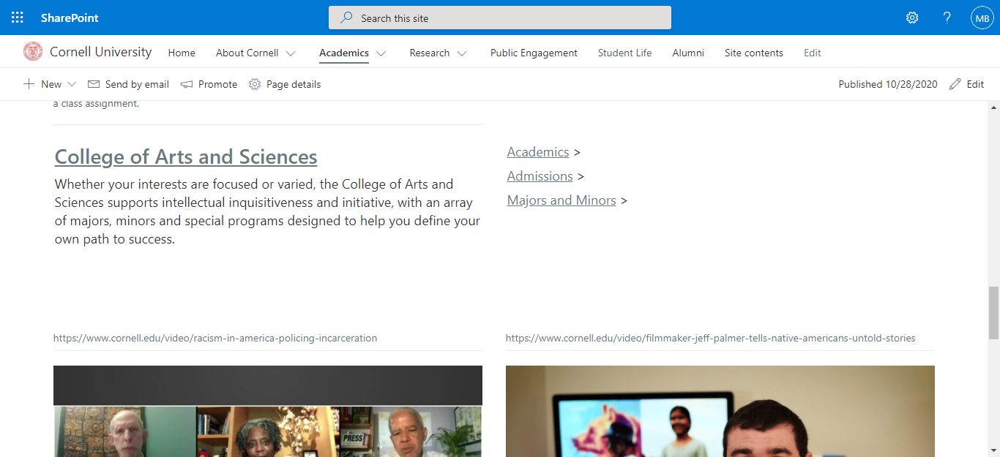 SharePoint
Search this site
MB
Cornell University
Home
About Cornell
Academics
Research
Public Engagement
Student Life
Alumni
Site contents
Edit
New
Send by email
Promote
Page details
Published 10/28/2020
Edit
a class assignment.
College of Arts and Sciences
Whether your interests are focused or varied, the College of Arts and
Sciences supports intellectual inquisitiveness and initiative, with an array
of majors, minors and special programs designed to help you define your
own path to success.
Academics >
Admissions >
Majors and Minors >
https://www.cornell.edu/video/racism-in-america-policing-incarceration
https://www.cornell.edu/video/filmmaker-jeff-palmer-tells-native-americans-untold-stories
PRESS